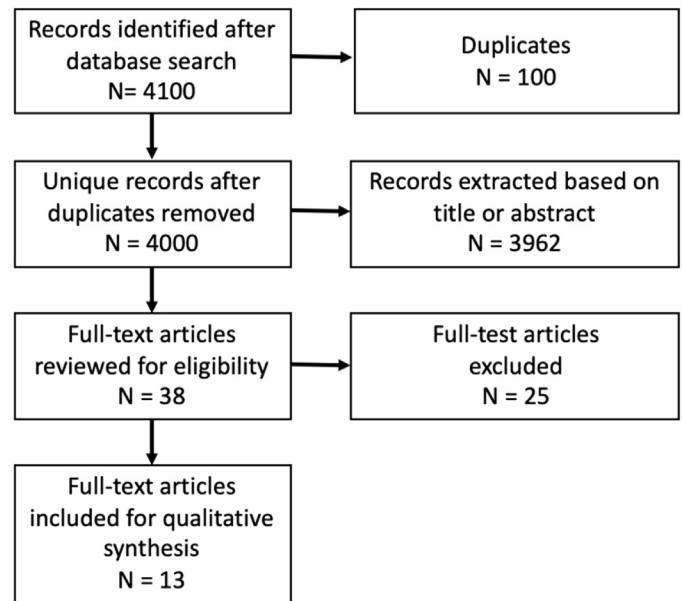 Records identified after
database search
N= 4100
Duplicates
N = 100
Unique records after
duplicates removed
N = 4000
Records extracted based on
title or abstract
N = 3962
Full-text articles
reviewed for eligibility
N = 38
Full-test articles
excluded
N = 25
Full-text articles
included for qualitative
synthesis
N = 13